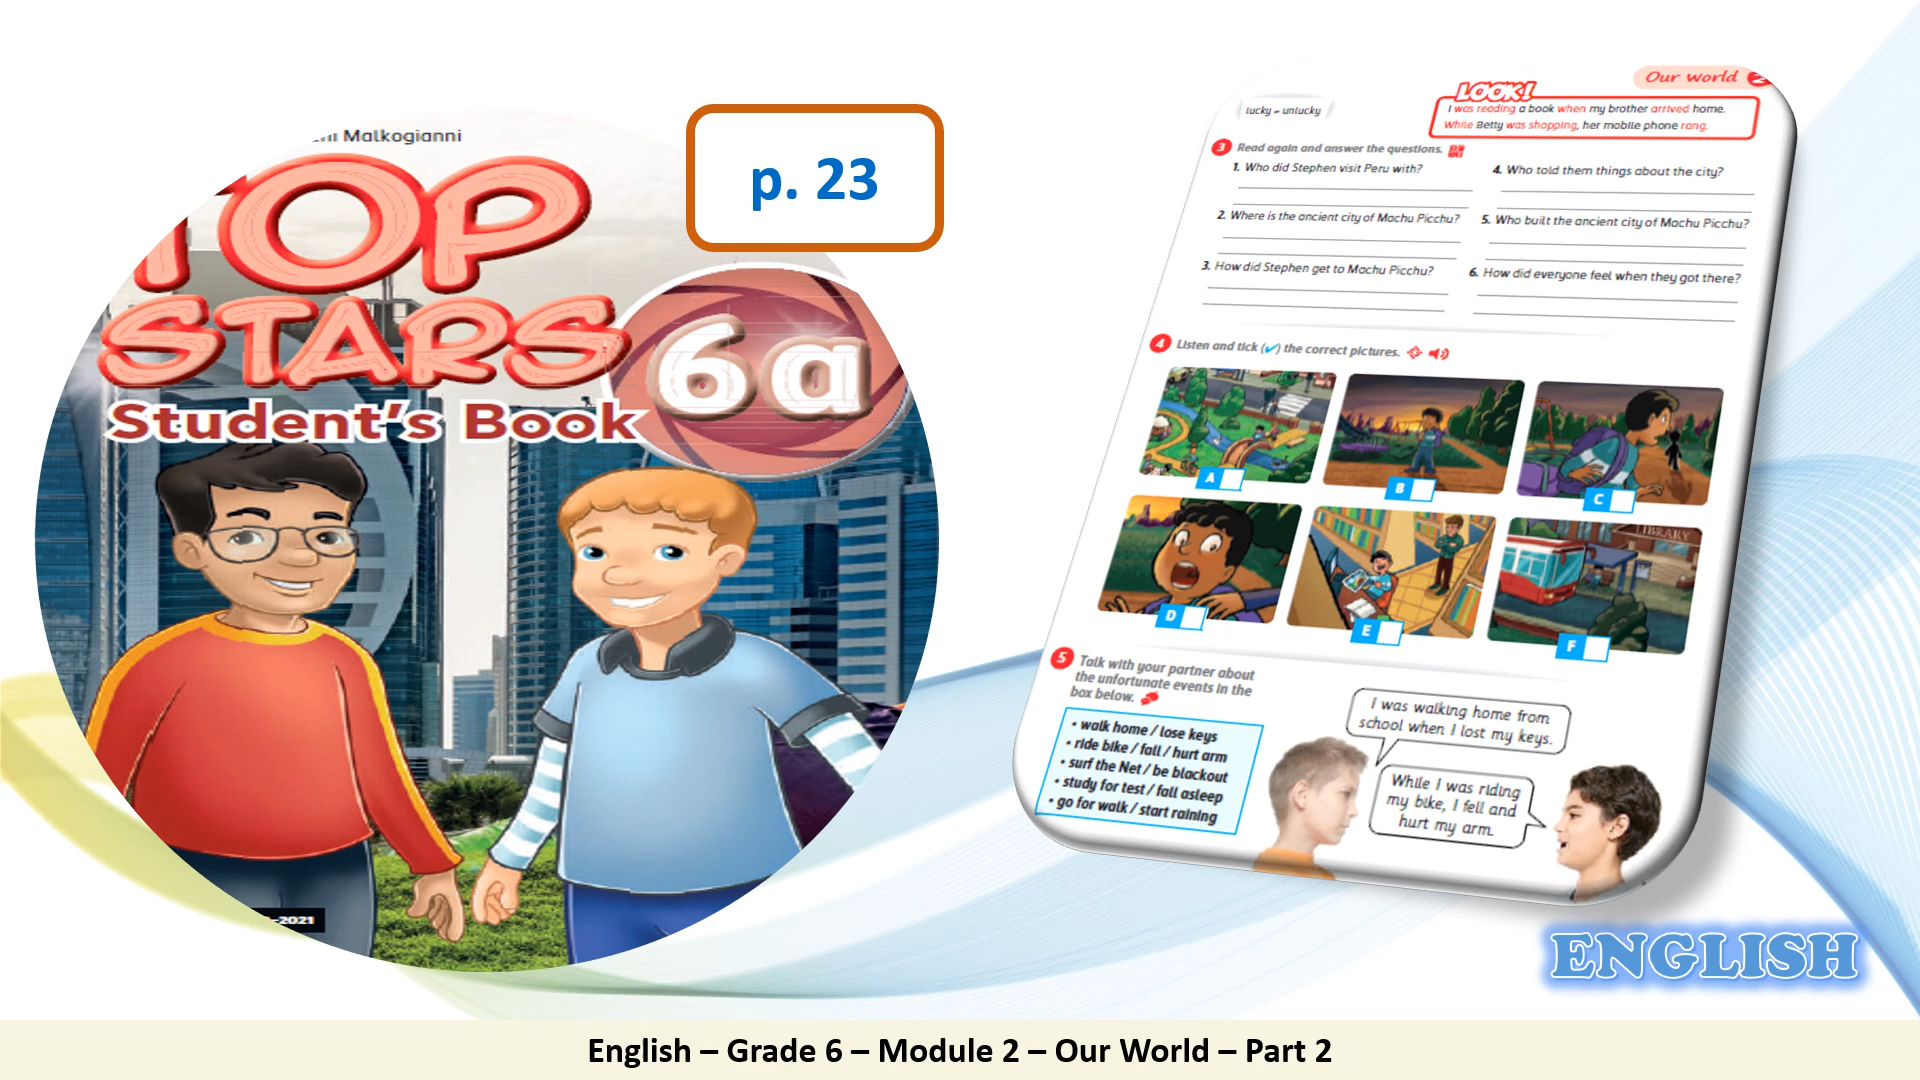 Malkogianni
TOP
STARS
6a
Student's Book
-2021
p. 23
Our world
lucky ≠ unlucky
LOOK!
I was reading a book when my brother arrived home.
While Betty was shopping, her mobile phone rang.
3 Read again and answer the questions.
1. Who did Stephen visit Peru with?
2. Where is the ancient city of Machu Picchu?
3. How did Stephen get to Machu Picchu?
4. Who told them things about the city?
5. Who built the ancient city of Machu Picchu?
6. How did everyone feel when they got there?
4 Listen and tick (✓) the correct pictures.
A
B
C
D
E
LIBRARY
F
5 Talk with your partner about
the unfortunate events in the
box below.
• walk home / lose keys
• ride bike / fall / hurt arm
• surf the Net / be blackout
• study for test / fall asleep
• go for walk / start raining
I was walking home from
school when I lost my keys.
While I was riding
my bike, I fell and
hurt my arm.
ENGLISH
English – Grade 6 – Module 2 – Our World – Part 2